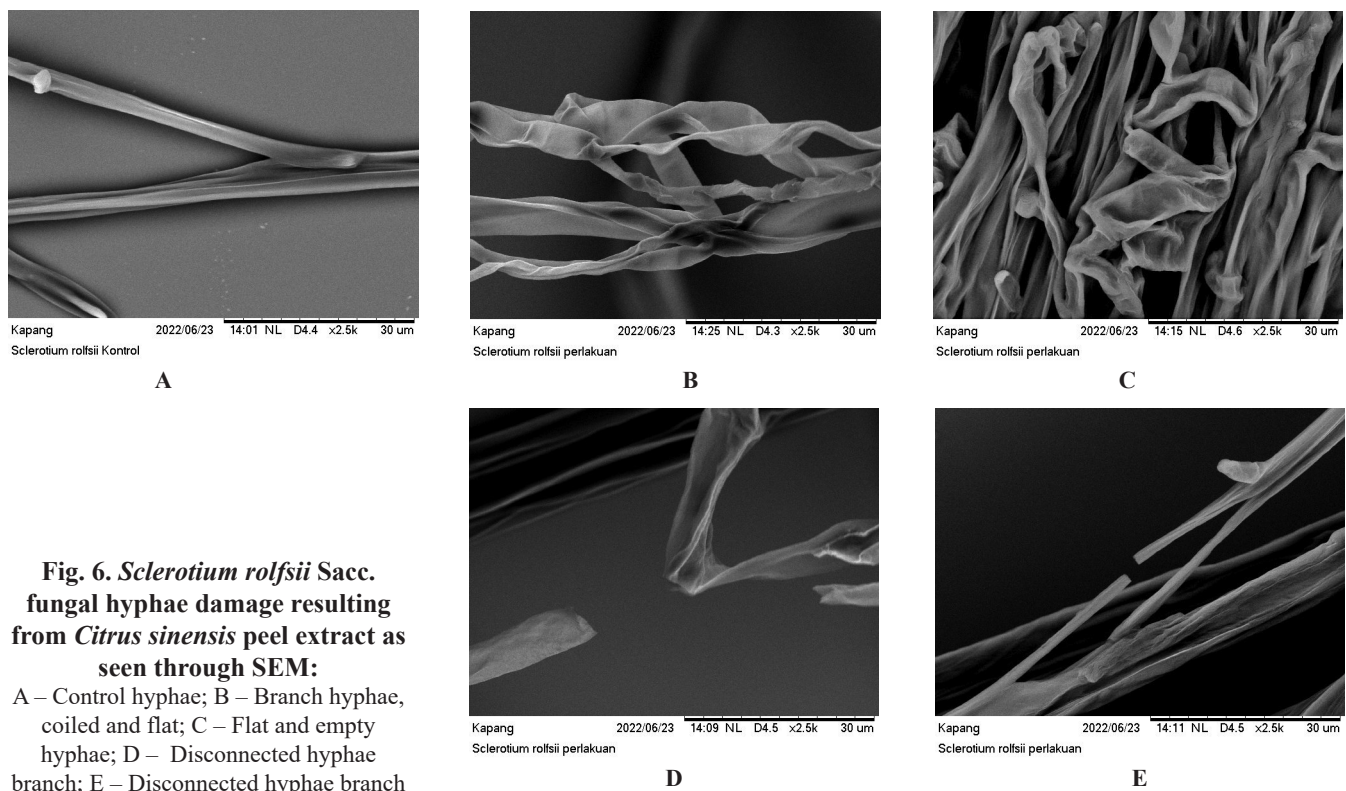 Kapang 2022/06/23 14:01 NL D4.4 x2.5k 30 um
Sclerotium rolfsii Kontrol
A
Kapang 2022/06/23 14:25 NL D4.3 x2.5k 30 um
Sclerotium rolfsii perlakuan
B
Kapang 2022/06/23 14:15 NL D4.6 x2.5k 30 um
Sclerotium rolfsii perlakuan
C
Fig. 6. Sclerotium rolfsii Sacc.
fungal hyphae damage resulting
from Citrus sinensis peel extract as
seen through SEM:
A – Control hyphae; B – Branch hyphae,
coiled and flat; C – Flat and empty
hyphae; D – Disconnected hyphae
branch; E – Disconnected hyphae branch
Kapang 2022/06/23 14:09 NL D4.5 x2.5k 30 um
Sclerotium rolfsii perlakuan
D
Kapang 2022/06/23 14:11 NL D4.5 x2.5k 30 um
Sclerotium rolfsii perlakuan
E